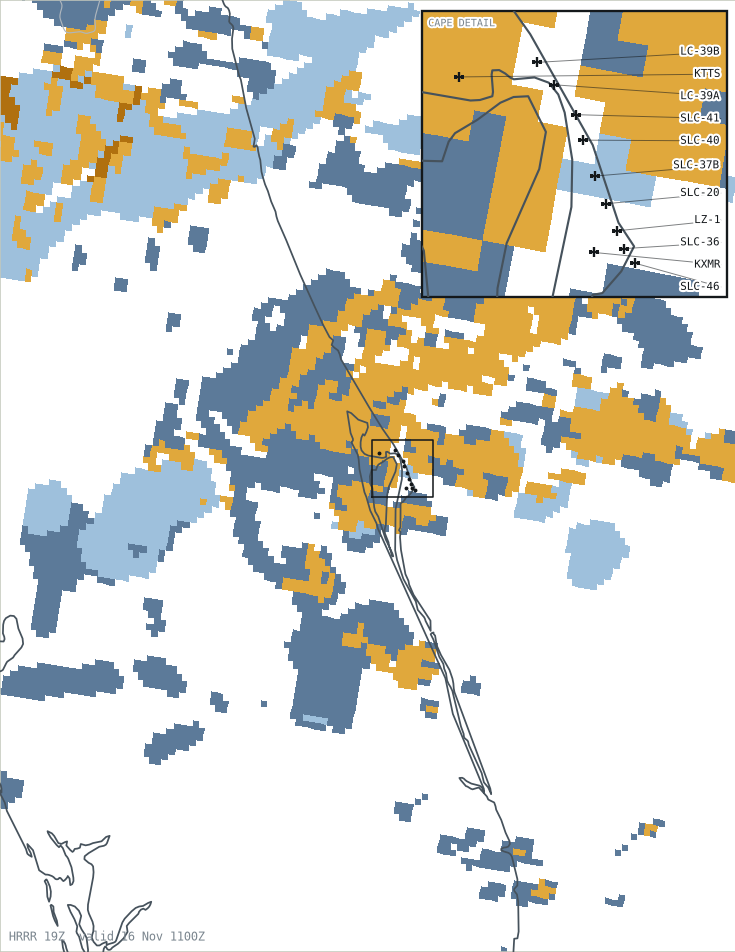 CAPE DETAIL
LC-39B
KTTS
LC-39A
SLC-41
SLC-40
SLC-37B
SLC-20
LZ-1
SLC-36
KXMR
SLC-46
HRRR 19Z valid 16 Nov 1100Z